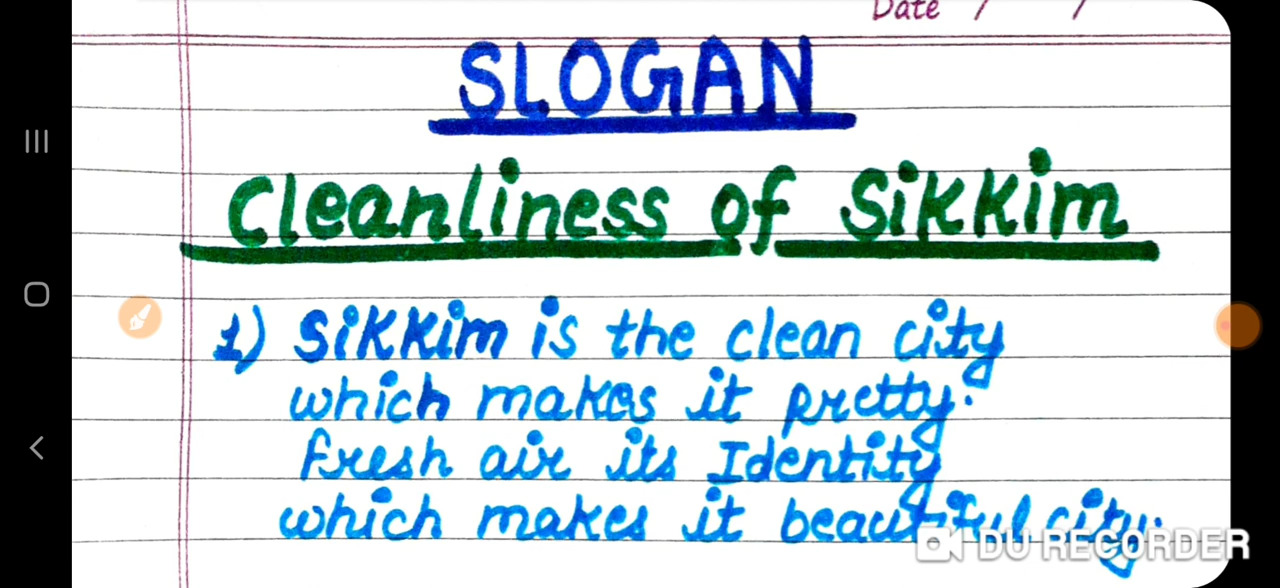 Date / /
SLOGAN
Cleanliness of Sikkim
1) Sikkim is the clean city
which makes it pretty.
fresh air its Identity
which makes it beautiful city.
DU RECORDER